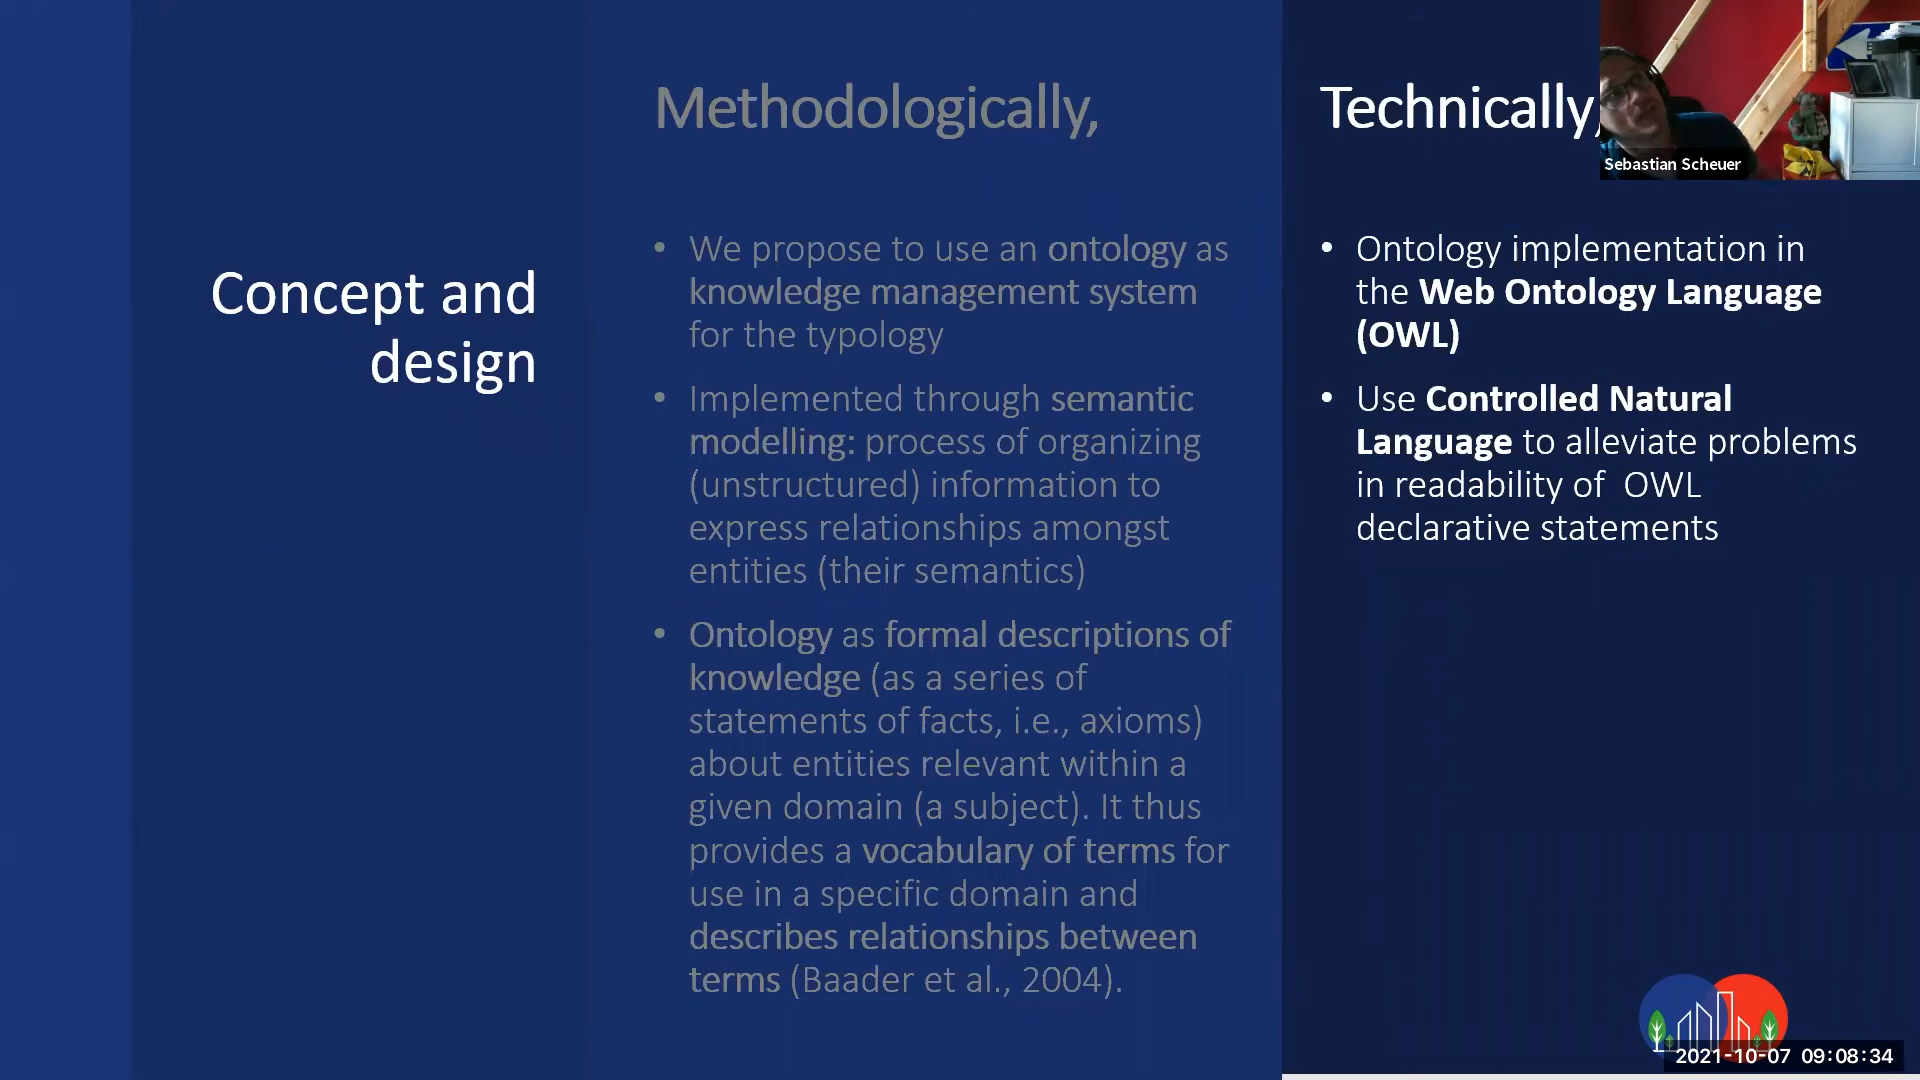 Concept and
design
Methodologically,
• We propose to use an ontology as
knowledge management system
for the typology
• Implemented through semantic
modelling: process of organizing
(unstructured) information to
express relationships amongst
entities (their semantics)
• Ontology as formal descriptions of
knowledge (as a series of
statements of facts, i.e., axioms)
about entities relevant within a
given domain (a subject). It thus
provides a vocabulary of terms for
use in a specific domain and
describes relationships between
terms (Baader et al., 2004).
Technically,
Sebastian Scheuer
• Ontology implementation in
the Web Ontology Language
(OWL)
• Use Controlled Natural
Language to alleviate problems
in readability of  OWL
declarative statements
2021-10-07 09:08:34